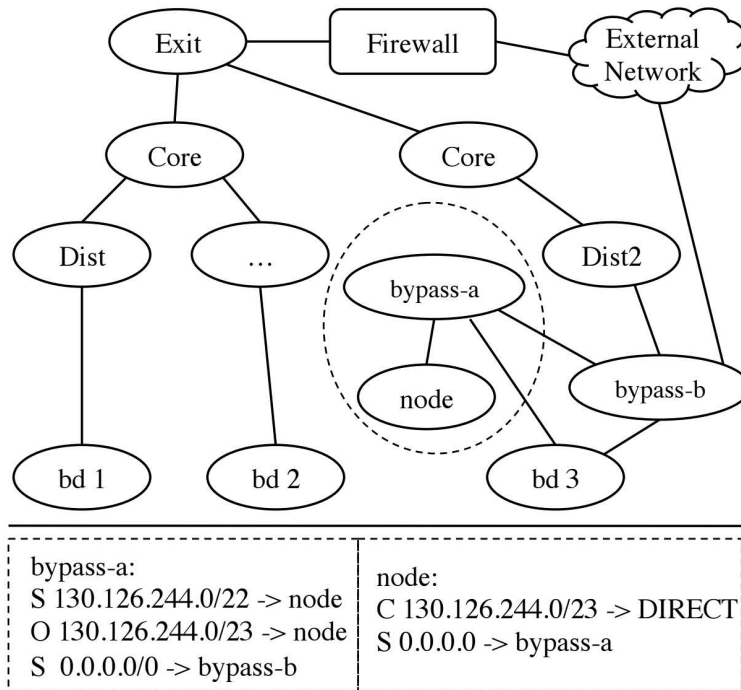 Exit
Firewall
External
Network
Core
Core
Dist
...
Dist2
bypass-a
node
bypass-b
bd 1
bd 2
bd 3
bypass-a:
S 130.126.244.0/22 -> node
O 130.126.244.0/23 -> node
S 0.0.0.0/0 -> bypass-b
node:
C 130.126.244.0/23 -> DIRECT
S 0.0.0.0 -> bypass-a